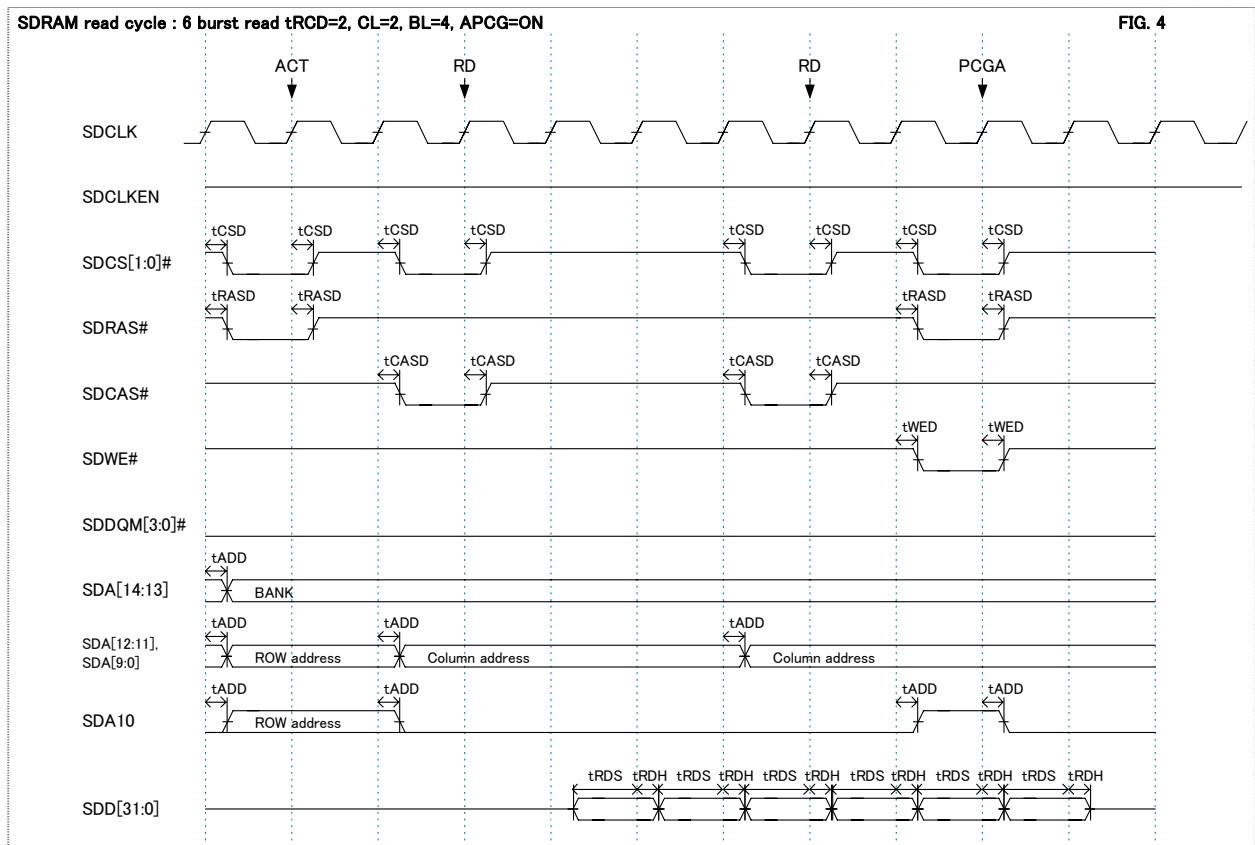 SDRAM read cycle : 6 burst read tRCD=2, CL=2, BL=4, APCG=ON
FIG. 4
ACT RD RD PCGA
SDCLK
SDCLKEN
tCSD tCSD tCSD tCSD tCSD tCSD tCSD tCSD
SDCS[1:0]#
tRASD tRASD tRASD tRASD
SDRAS#
tCASD tCASD tCASD tCASD
SDCAS#
tWED tWED
SDWE#
SDDQM[3:0]#
tADD
SDA[14:13] BANK
tADD tADD tADD
SDA[12:11],
SDA[9:0] ROW address Column address Column address
tADD tADD tADD tADD
SDA10 ROW address
tRDS tRDH tRDS tRDH tRDS tRDH tRDS tRDH tRDS tRDH tRDS tRDH
SDD[31:0]